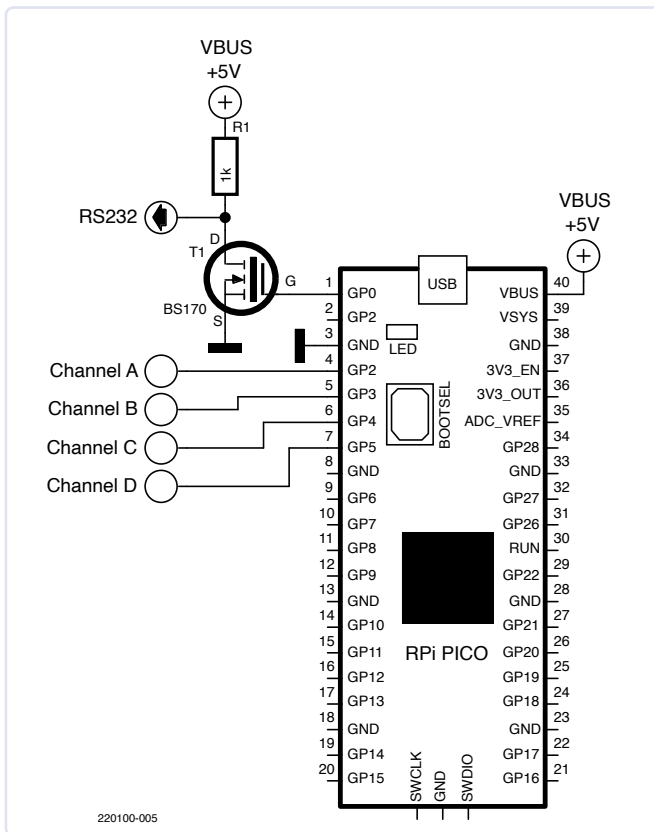 VBUS
+5V
R1
1k
RS232
D
T1
G
BS170
S
VBUS
+5V
USB
LED
BOOTSEL
Channel A
Channel B
Channel C
Channel D
1 GP0
2 GP2
3 GND
4 GP2
5 GP3
6 GP4
7 GP5
8 GND
9 GP6
10 GP7
11 GP8
12 GP9
13 GND
14 GP10
15 GP11
16 GP12
17 GP13
18 GND
19 GP14
20 GP15
VBUS 40
VSYS 39
GND 38
3V3_EN 37
3V3_OUT 36
ADC_VREF 35
GP28 34
GND 33
GP27 32
GP26 31
RUN 30
GP22 29
GND 28
GP21 27
GP20 26
GP19 25
GP18 24
GND 23
GP17 22
GP16 21
RPi PICO
SWCLK
GND
SWDIO
220100-005